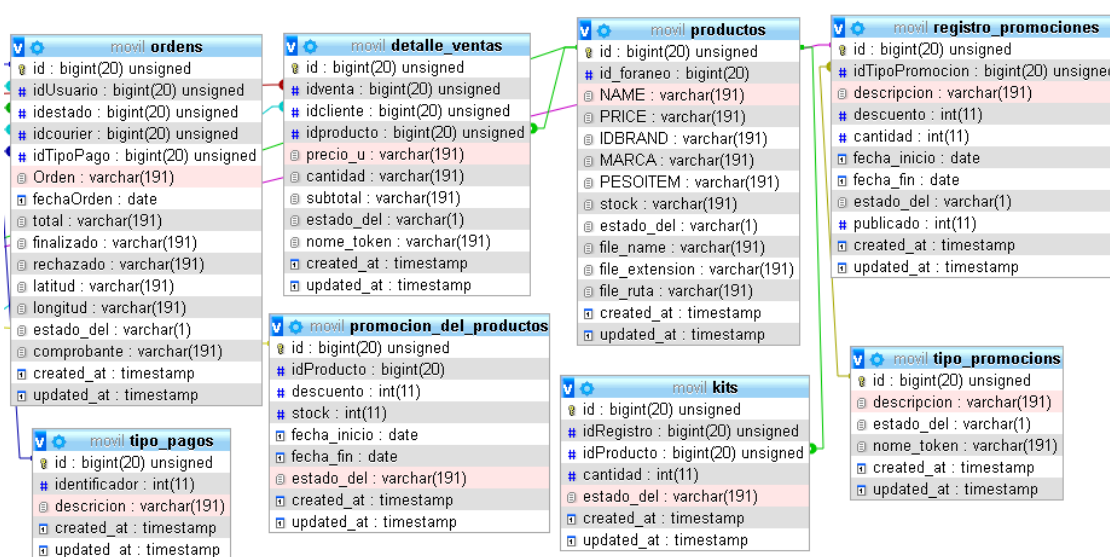 movil ordens
id : bigint(20) unsigned
idUsuario : bigint(20) unsigned
idestado : bigint(20) unsigned
idcourier : bigint(20) unsigned
idTipoPago : bigint(20) unsigned
Orden : varchar(191)
fechaOrden : date
total : varchar(191)
finalizado : varchar(191)
rechazado : varchar(191)
latitud : varchar(191)
longitud : varchar(191)
estado_del : varchar(1)
comprobante : varchar(191)
created_at : timestamp
updated_at : timestamp
movil detalle_ventas
id : bigint(20) unsigned
idventa : bigint(20) unsigned
idcliente : bigint(20) unsigned
idproducto : bigint(20) unsigned
precio_u : varchar(191)
cantidad : varchar(191)
subtotal : varchar(191)
estado_del : varchar(1)
nome_token : varchar(191)
created_at : timestamp
updated_at : timestamp
movil productos
id : bigint(20) unsigned
id_foraneo : bigint(20)
NAME : varchar(191)
PRICE : varchar(191)
IDBRAND : varchar(191)
MARCA : varchar(191)
PESOITEM : varchar(191)
stock : varchar(191)
estado_del : varchar(1)
file_name : varchar(191)
file_extension : varchar(191)
file_ruta : varchar(191)
created_at : timestamp
updated_at : timestamp
movil registro_promociones
id : bigint(20) unsigned
idTipoPromocion : bigint(20) unsigned
descripcion : varchar(191)
descuento : int(11)
cantidad : int(11)
fecha_inicio : date
fecha_fin : date
estado_del : varchar(1)
publicado : int(11)
created_at : timestamp
updated_at : timestamp
movil promocion_del_productos
id : bigint(20) unsigned
idProducto : bigint(20)
descuento : int(11)
stock : int(11)
fecha_inicio : date
fecha_fin : date
estado_del : varchar(191)
created_at : timestamp
updated_at : timestamp
movil kits
id : bigint(20) unsigned
idRegistro : bigint(20) unsigned
idProducto : bigint(20) unsigned
cantidad : int(11)
estado_del : varchar(191)
created_at : timestamp
updated_at : timestamp
movil tipo_promocions
id : bigint(20) unsigned
descripcion : varchar(191)
estado_del : varchar(1)
nome_token : varchar(191)
created_at : timestamp
updated_at : timestamp
movil tipo_pagos
id : bigint(20) unsigned
identificador : int(11)
descricion : varchar(191)
created_at : timestamp
updated_at : timestamp